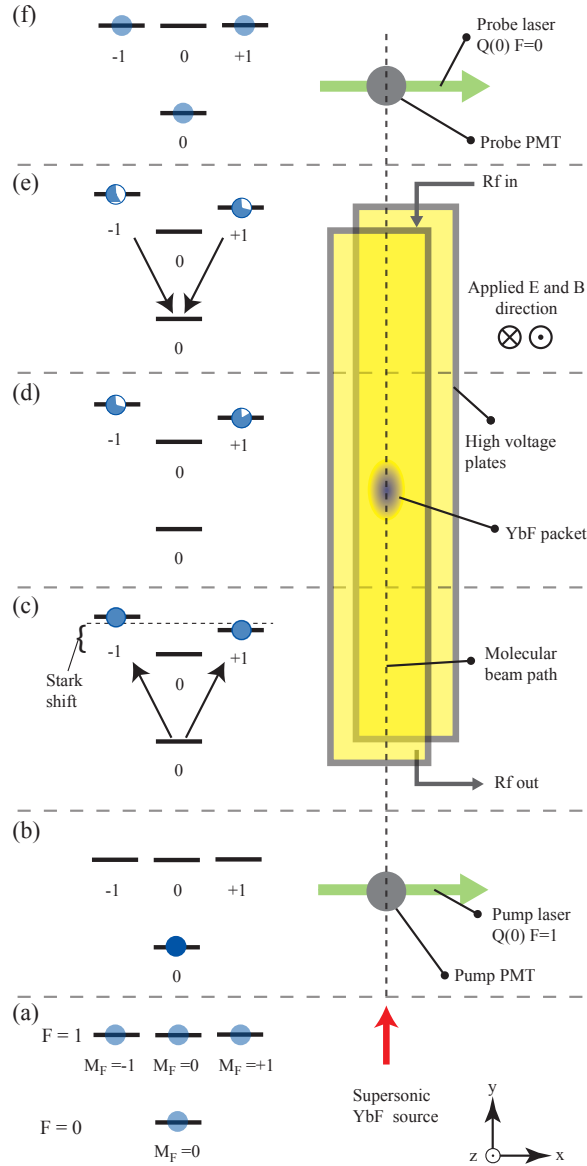 (f)
-1 0 +1
0
Probe laser
Q(0) F=0
Probe PMT
(e)
-1
0
+1
0
Rf in
Applied E and B
direction
(d)
-1
0
+1
0
High voltage
plates
YbF packet
(c)
Stark
shift
-1
0
+1
0
Molecular
beam path
Rf out
(b)
-1 0 +1
0
Pump laser
Q(0) F=1
Pump PMT
(a)
F = 1
M_F=-1 M_F=0 M_F=+1
F = 0
M_F=0
Supersonic
YbF source
y
z
x